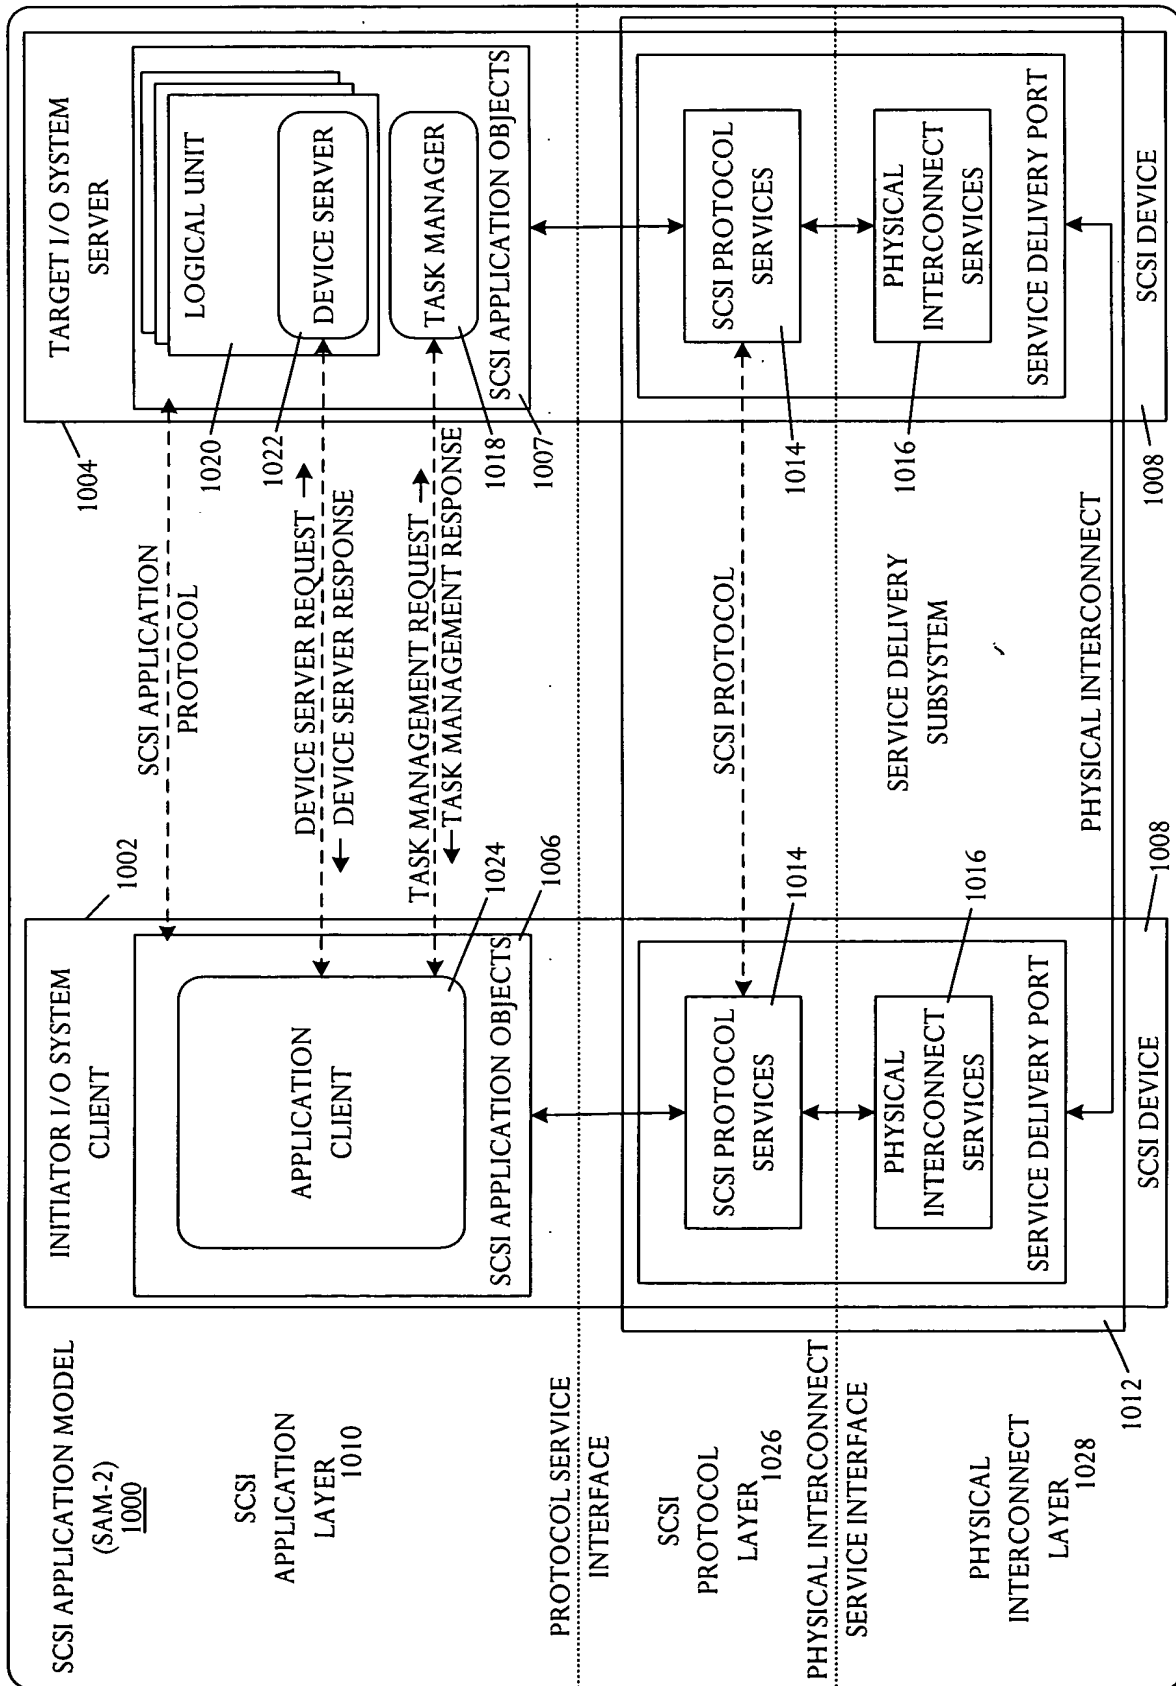 SCSI APPLICATION MODEL
(SAM-2)
1000
SCSI
APPLICATION
LAYER
1010
PROTOCOL SERVICE
INTERFACE
SCSI
PROTOCOL
LAYER
1026
PHYSICAL INTERCONNECT
SERVICE INTERFACE
PHYSICAL
INTERCONNECT
LAYER
1028
1012
INITIATOR I/O SYSTEM
CLIENT
1002
APPLICATION
CLIENT
1024
SCSI APPLICATION OBJECTS
1006
SCSI PROTOCOL
SERVICES
1014
PHYSICAL
INTERCONNECT
SERVICES
1016
SERVICE DELIVERY PORT
SCSI DEVICE
1008
SCSI APPLICATION
PROTOCOL
DEVICE SERVER REQUEST
DEVICE SERVER RESPONSE
TASK MANAGEMENT REQUEST
TASK MANAGEMENT RESPONSE
SCSI PROTOCOL
SERVICE DELIVERY
SUBSYSTEM
PHYSICAL INTERCONNECT
TARGET I/O SYSTEM
SERVER
1004
LOGICAL UNIT
1020
DEVICE SERVER
1022
TASK MANAGER
1018
SCSI APPLICATION OBJECTS
1007
SCSI PROTOCOL
SERVICES
1014
PHYSICAL
INTERCONNECT
SERVICES
1016
SERVICE DELIVERY PORT
SCSI DEVICE
1008